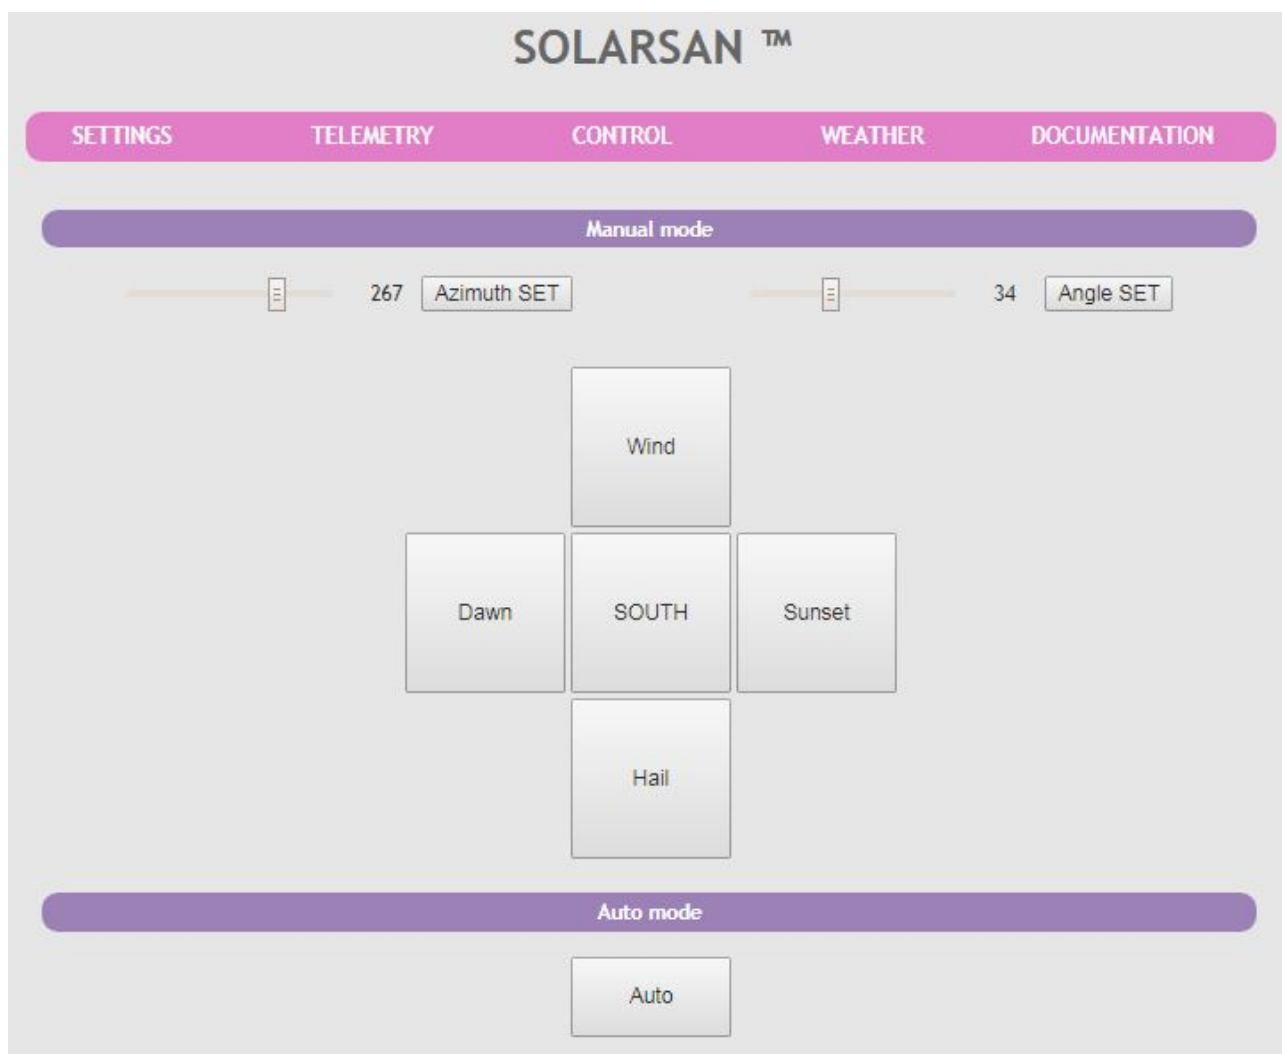 SOLARSAN ™
SETTINGS TELEMETRY CONTROL WEATHER DOCUMENTATION
Manual mode
267 Azimuth SET 34 Angle SET
Wind
Dawn SOUTH Sunset
Hail
Auto mode
Auto